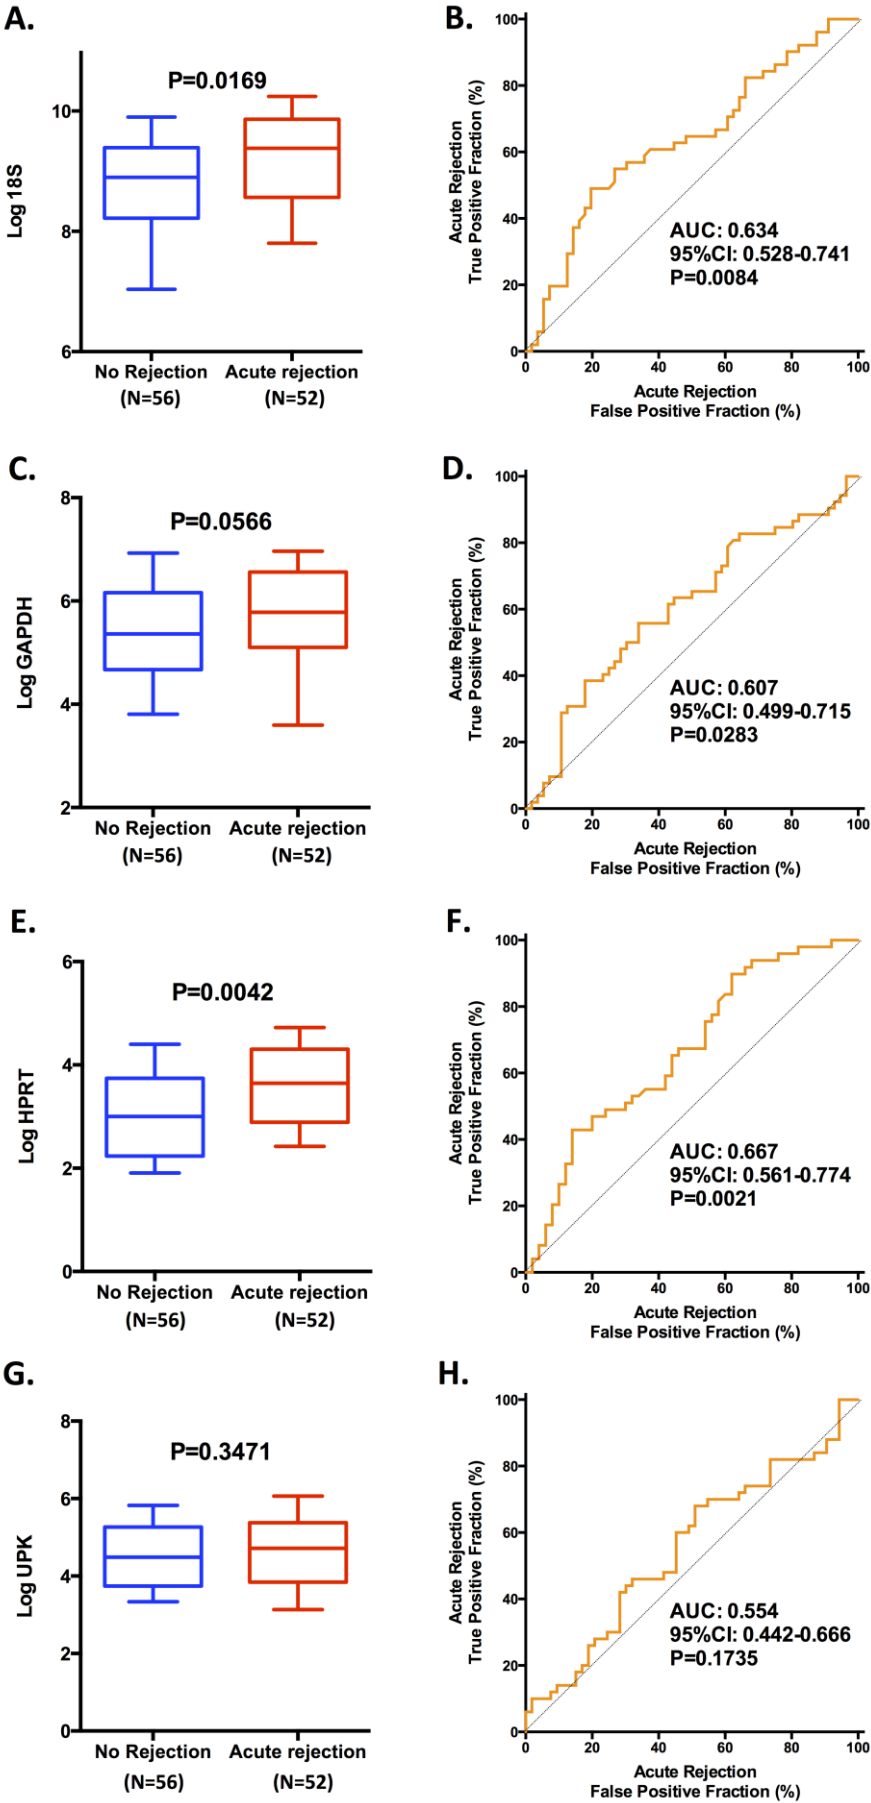 A.
P=0.0169
Log 18S
10
8
6
No Rejection
(N=56)
Acute rejection
(N=52)
B.
Acute Rejection
True Positive Fraction (%)
100
80
60
40
20
0
AUC: 0.634
95%CI: 0.528-0.741
P=0.0084
0 20 40 60 80 100
Acute Rejection
False Positive Fraction (%)
C.
P=0.0566
Log GAPDH
8
6
4
2
No Rejection
(N=56)
Acute rejection
(N=52)
D.
Acute Rejection
True Positive Fraction (%)
100
80
60
40
20
0
AUC: 0.607
95%CI: 0.499-0.715
P=0.0283
0 20 40 60 80 100
Acute Rejection
False Positive Fraction (%)
E.
P=0.0042
Log HPRT
6
4
2
0
No Rejection
(N=56)
Acute rejection
(N=52)
F.
Acute Rejection
True Positive Fraction (%)
100
80
60
40
20
0
AUC: 0.667
95%CI: 0.561-0.774
P=0.0021
0 20 40 60 80 100
Acute Rejection
False Positive Fraction (%)
G.
P=0.3471
Log UPK
8
6
4
2
0
No Rejection
(N=56)
Acute rejection
(N=52)
H.
Acute Rejection
True Positive Fraction (%)
100
80
60
40
20
0
AUC: 0.554
95%CI: 0.442-0.666
P=0.1735
0 20 40 60 80 100
Acute Rejection
False Positive Fraction (%)